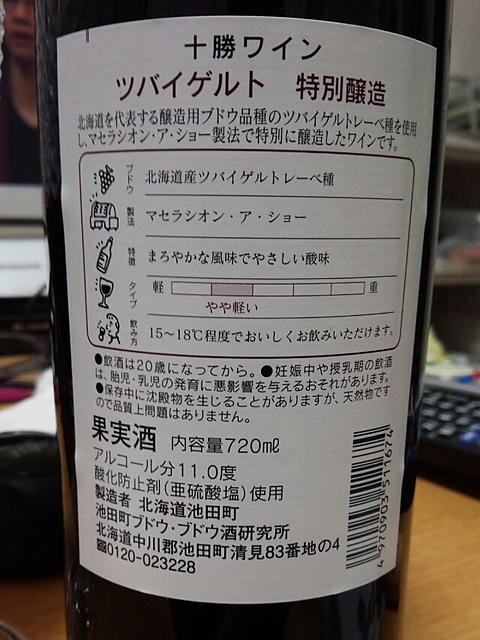 十勝ワイン
ツバイゲルト 特別醸造
北海道を代表する醸造用ブドウ品種のツバイゲルトレーベ種を使用
し、マセラシオン・ア・ショー製法で特別に醸造したワインです。
ブドウ 北海道産ツバイゲルトレーベ種
製法 マセラシオン・ア・ショー
特徴 まろやかな風味でやさしい酸味
タイプ 軽 重
やや軽い
飲み方 15～18℃程度でおいしくお飲みいただけます。
●飲酒は20歳になってから。●妊娠中や授乳期の飲酒
は、胎児・乳児の発育に悪影響を与えるおそれがあります。
●保存中に沈殿物を生じることがありますが、天然物です
ので品質上問題はありません。
果実酒 内容量720㎖
アルコール分11.0度
酸化防止剤(亜硫酸塩)使用
製造者 北海道池田町
池田町ブドウ・ブドウ酒研究所
北海道中川郡池田町清見83番地の4
0120-023228
4 970903 511674